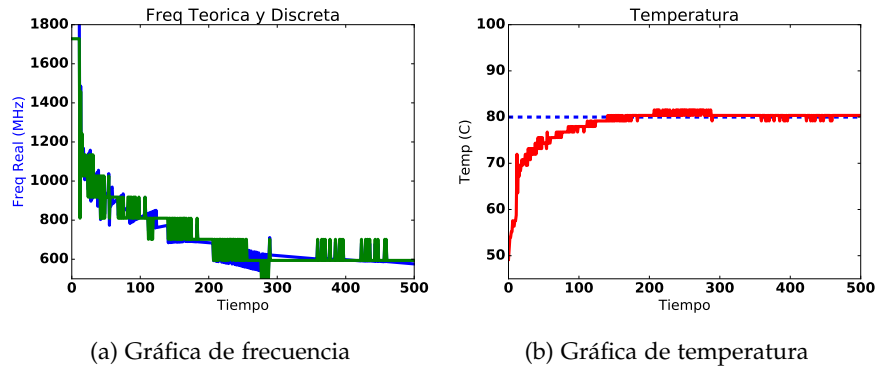 Freq Teorica y Discreta
1800
1600
1400
1200
1000
800
600
Freq Real (MHz)
0 100 200 300 400 500
Tiempo
(a) Gráfica de frecuencia
Temperatura
100
90
80
70
60
50
Temp (C)
0 100 200 300 400 500
Tiempo
(b) Gráfica de temperatura